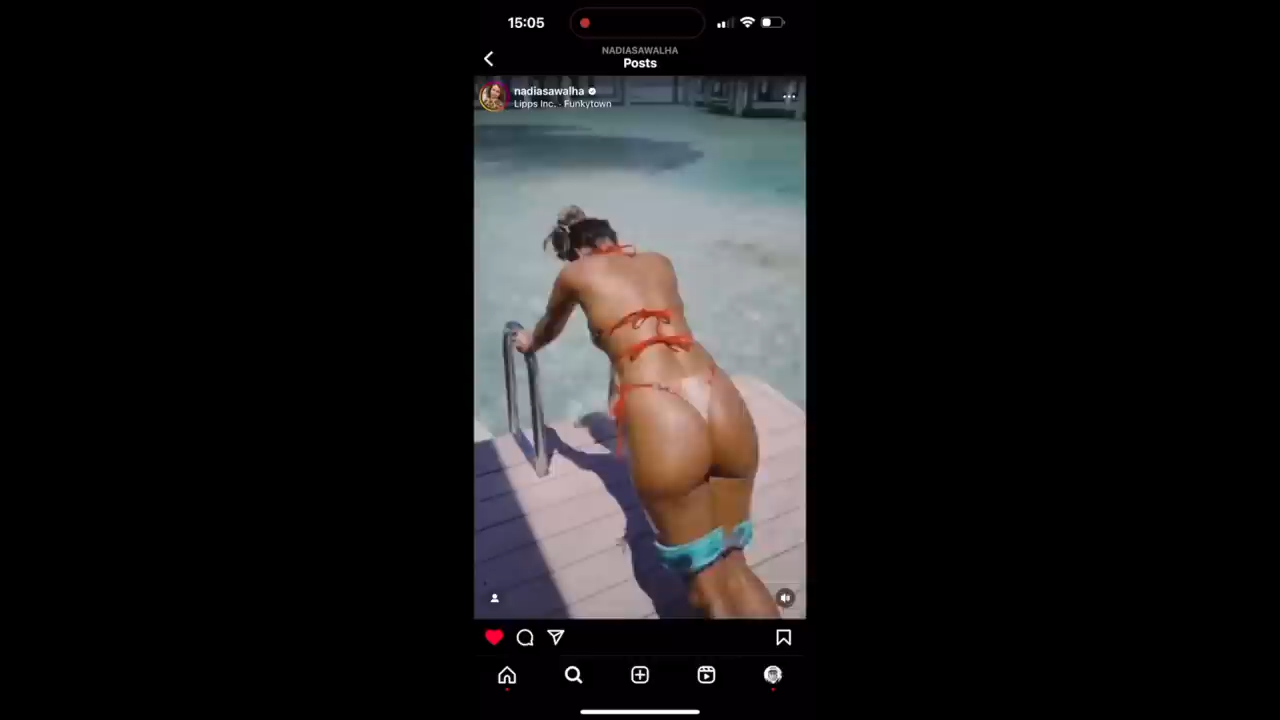 15:05
NADIASAWALHA
Posts
nadiasawalha
Lipps Inc. · Funkytown